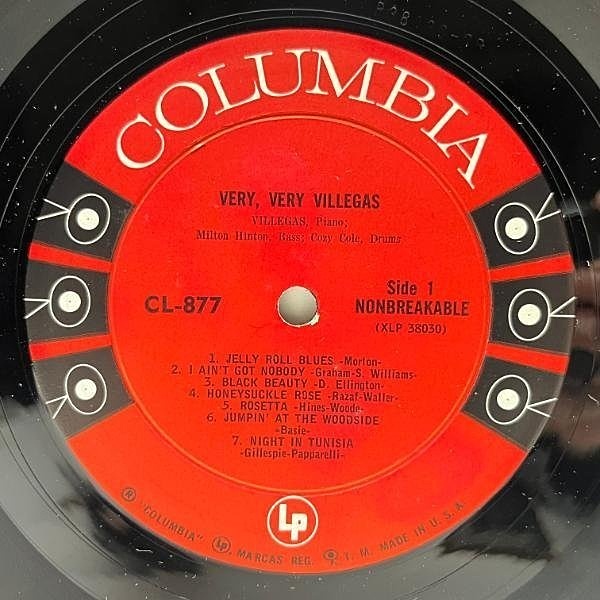 COLUMBIA
VERY, VERY VILLEGAS
VILLEGAS, Piano;
Milton Hinton, Bass; Cozy Cole, Drums
CL-877
Side 1
NONBREAKABLE
(XLP 38030)
1. JELLY ROLL BLUES -Morton-
2. I AIN'T GOT NOBODY -Graham-S. Williams-
3. BLACK BEAUTY -D. Ellington-
4. HONEYSUCKLE ROSE -Razaf-Waller-
5. ROSETTA -Hines-Woode-
6. JUMPIN' AT THE WOODSIDE
-Basie-
7. NIGHT IN TUNISIA
-Gillespie-Papparelli-
Lp
® "COLUMBIA" Lp, MARCAS REG. T. M. MADE IN U. S. A.